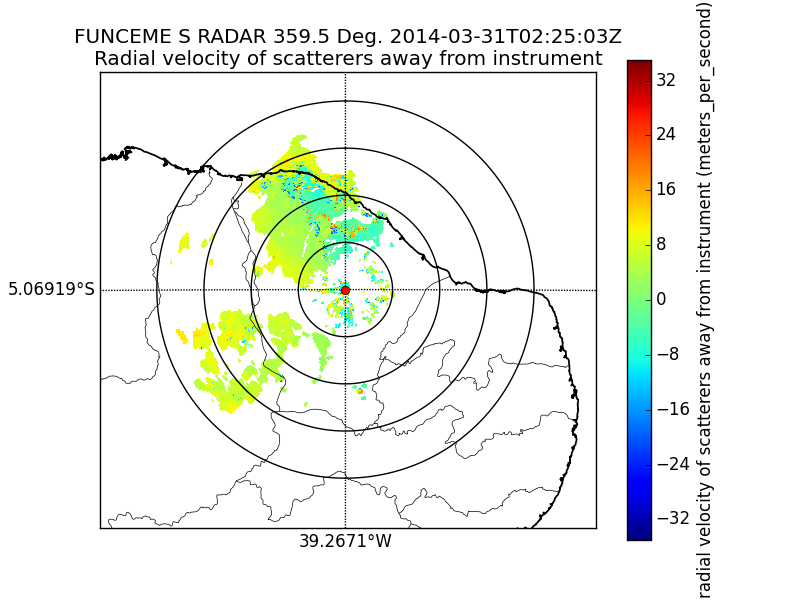 FUNCEME S RADAR 359.5 Deg. 2014-03-31T02:25:03Z
Radial velocity of scatterers away from instrument
5.06919°S
39.2671°W
32
24
16
8
0
−8
−16
−24
−32
radial velocity of scatterers away from instrument (meters_per_second)